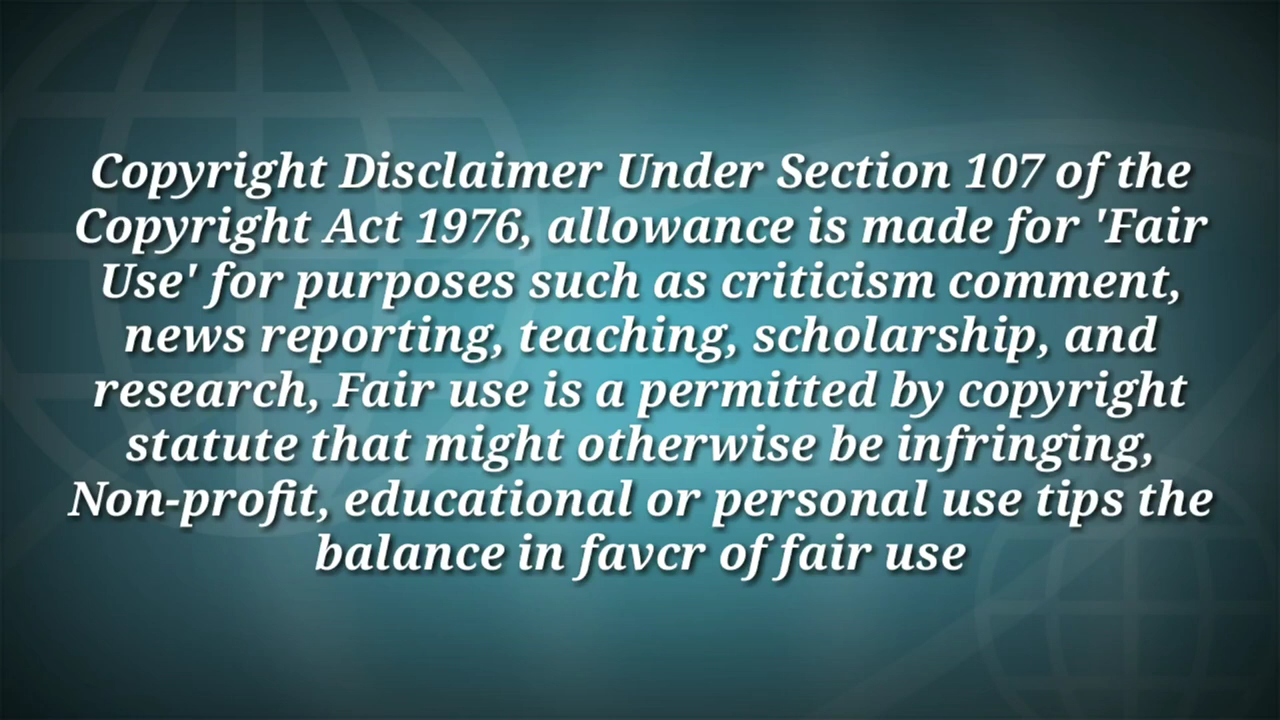 Copyright Disclaimer Under Section 107 of the
Copyright Act 1976, allowance is made for 'Fair
Use' for purposes such as criticism comment,
news reporting, teaching, scholarship, and
research, Fair use is a permitted by copyright
statute that might otherwise be infringing,
Non-profit, educational or personal use tips the
balance in favcr of fair use